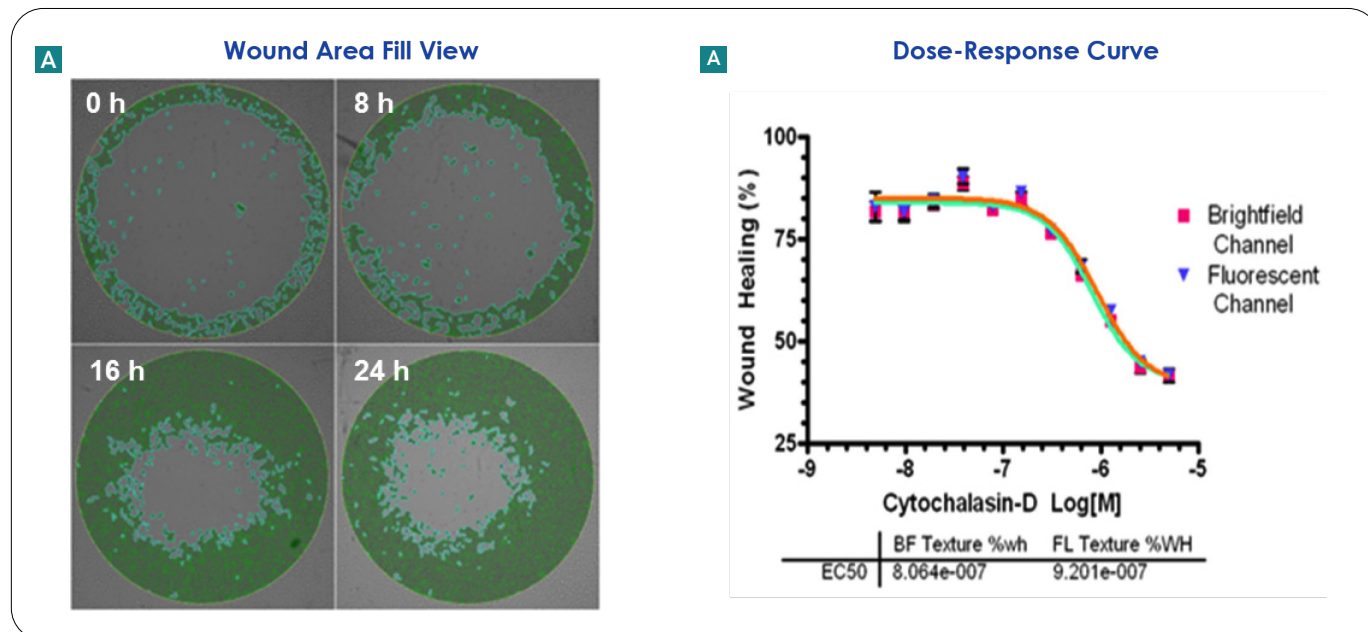 A
Wound Area Fill View
0 h
8 h
16 h
24 h
A
Dose-Response Curve
100
75
50
25
Wound Healing (%)
-9
-8
-7
-6
-5
Cytochalasin-D Log[M]
Brightfield
Channel
Fluorescent
Channel
BF Texture %wh FL Texture %WH
EC50 8.064e-007 9.201e-007